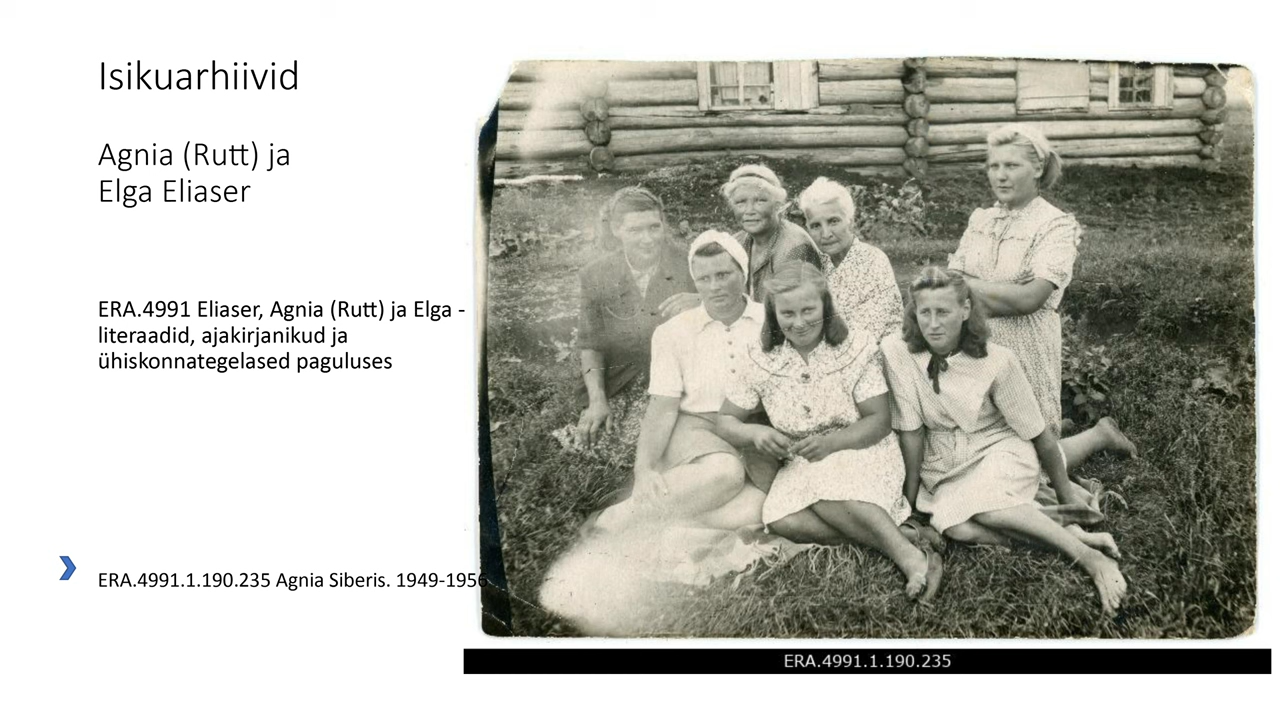 Isikuarhiivid
Agnia (Rutt) ja
Elga Eliaser
ERA.4991 Eliaser, Agnia (Rutt) ja Elga -
literaadid, ajakirjanikud ja
ühiskonnategelased paguluses
ERA.4991.1.190.235 Agnia Siberis. 1949-1956
ERA.4991.1.190.235